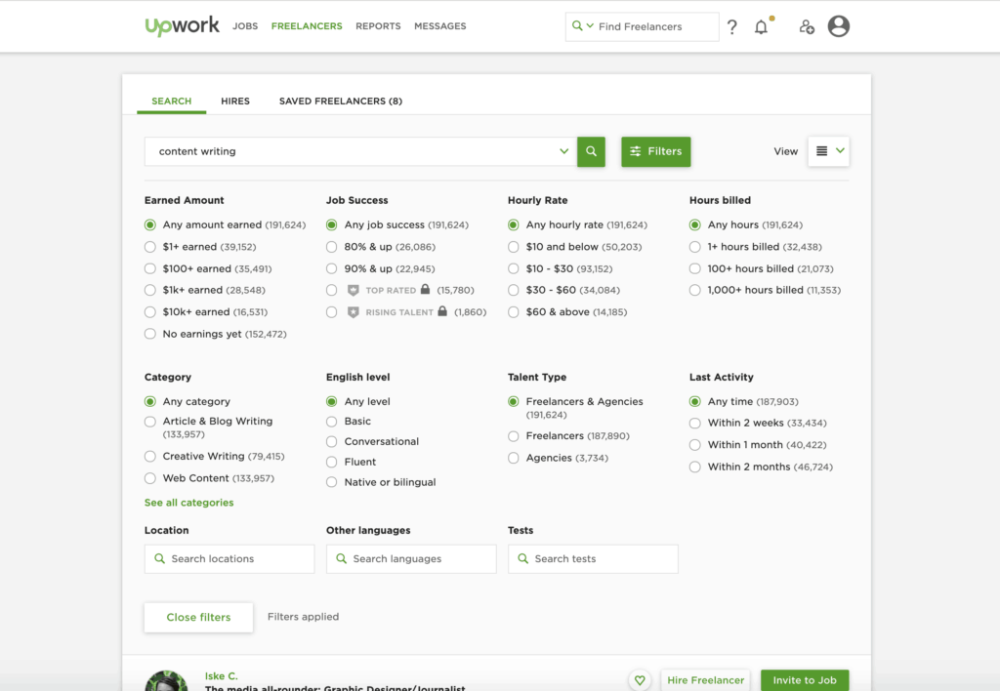 Upwork JOBS FREELANCERS REPORTS MESSAGES Find Freelancers ?
SEARCH HIRES SAVED FREELANCERS (8)
content writing Filters View
Earned Amount
Any amount earned (191,624)
$1+ earned (39,152)
$100+ earned (35,491)
$1k+ earned (28,548)
$10k+ earned (16,531)
No earnings yet (152,472)
Job Success
Any job success (191,624)
80% & up (26,086)
90% & up (22,945)
TOP RATED (15,780)
RISING TALENT (1,860)
Hourly Rate
Any hourly rate (191,624)
$10 and below (50,203)
$10 - $30 (93,152)
$30 - $60 (34,084)
$60 & above (14,185)
Hours billed
Any hours (191,624)
1+ hours billed (32,438)
100+ hours billed (21,073)
1,000+ hours billed (11,353)
Category
Any category
Article & Blog Writing
(133,957)
Creative Writing (79,415)
Web Content (133,957)
See all categories
English level
Any level
Basic
Conversational
Fluent
Native or bilingual
Talent Type
Freelancers & Agencies
(191,624)
Freelancers (187,890)
Agencies (3,734)
Last Activity
Any time (187,903)
Within 2 weeks (33,434)
Within 1 month (40,422)
Within 2 months (46,724)
Location
Search locations
Other languages
Search languages
Tests
Search tests
Close filters Filters applied
Iske C.
The media all-rounder: Graphic Designer/Journalist
Hire Freelancer Invite to Job